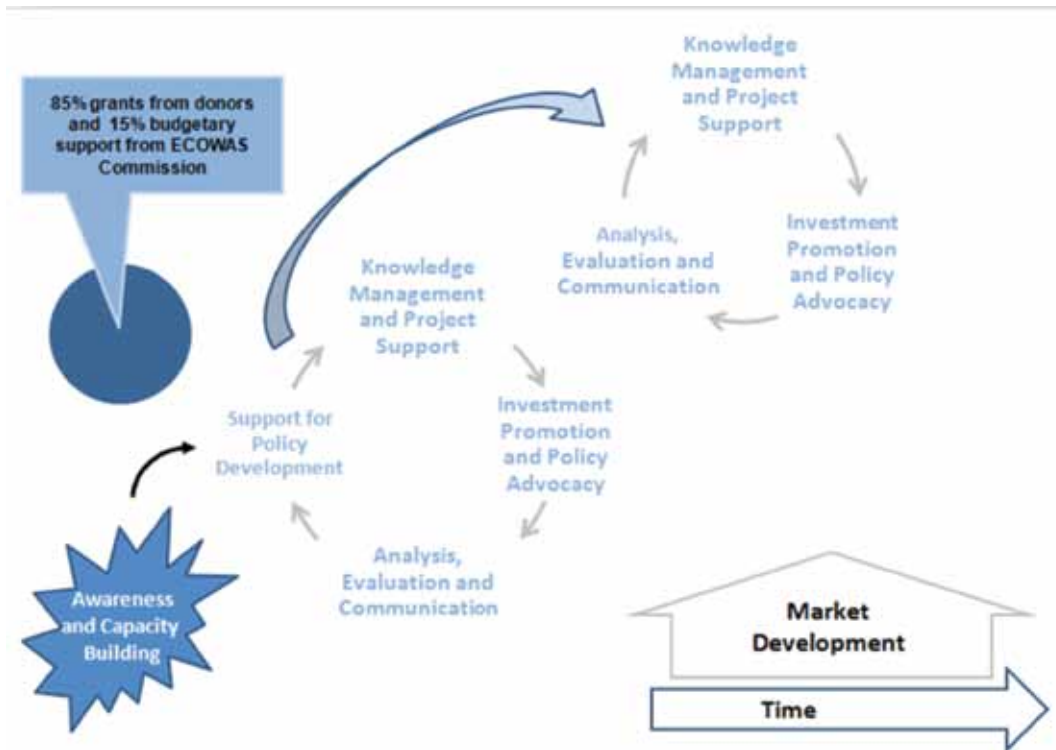 85% grants from donors
and 15% budgetary
support from ECOWAS
Commission
Knowledge
Management
and Project
Support
Analysis,
Evaluation and
Communication
Investment
Promotion
and Policy
Advocacy
Knowledge
Management
and Project
Support
Support for
Policy
Development
Investment
Promotion
and Policy
Advocacy
Analysis,
Evaluation and
Communication
Awareness
and Capacity
Building
Market
Development
Time